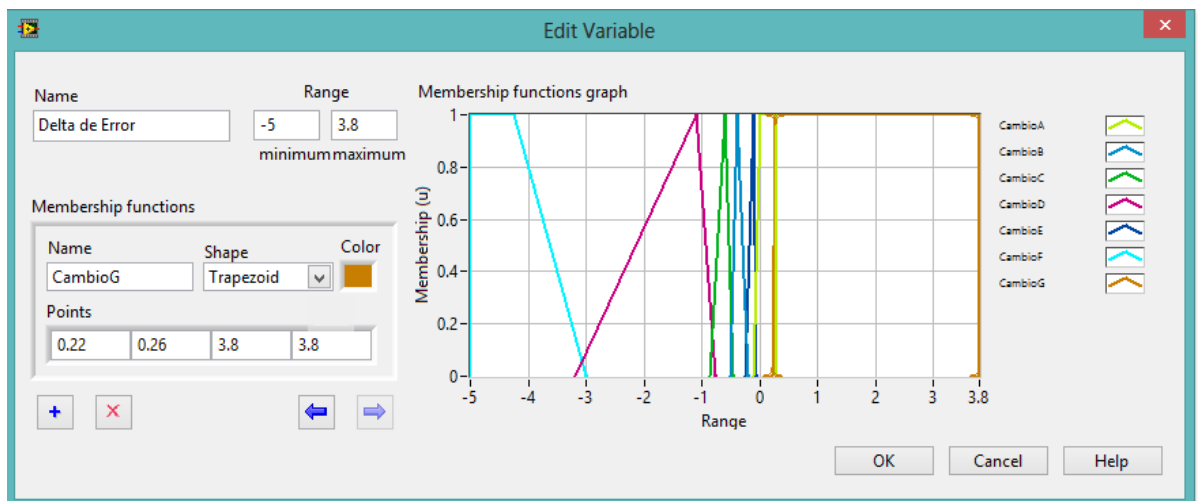 Edit Variable
Name
Range
Delta de Error
-5
3.8
minimum
maximum
Membership functions
Name
Shape
Color
CambioG
Trapezoid
Points
0.22
0.26
3.8
3.8
Membership functions graph
Membership (u)
1
0.8
0.6
0.4
0.2
0
-5
-4
-3
-2
-1
0
1
2
3
3.8
Range
CambioA
CambioB
CambioC
CambioD
CambioE
CambioF
CambioG
OK
Cancel
Help